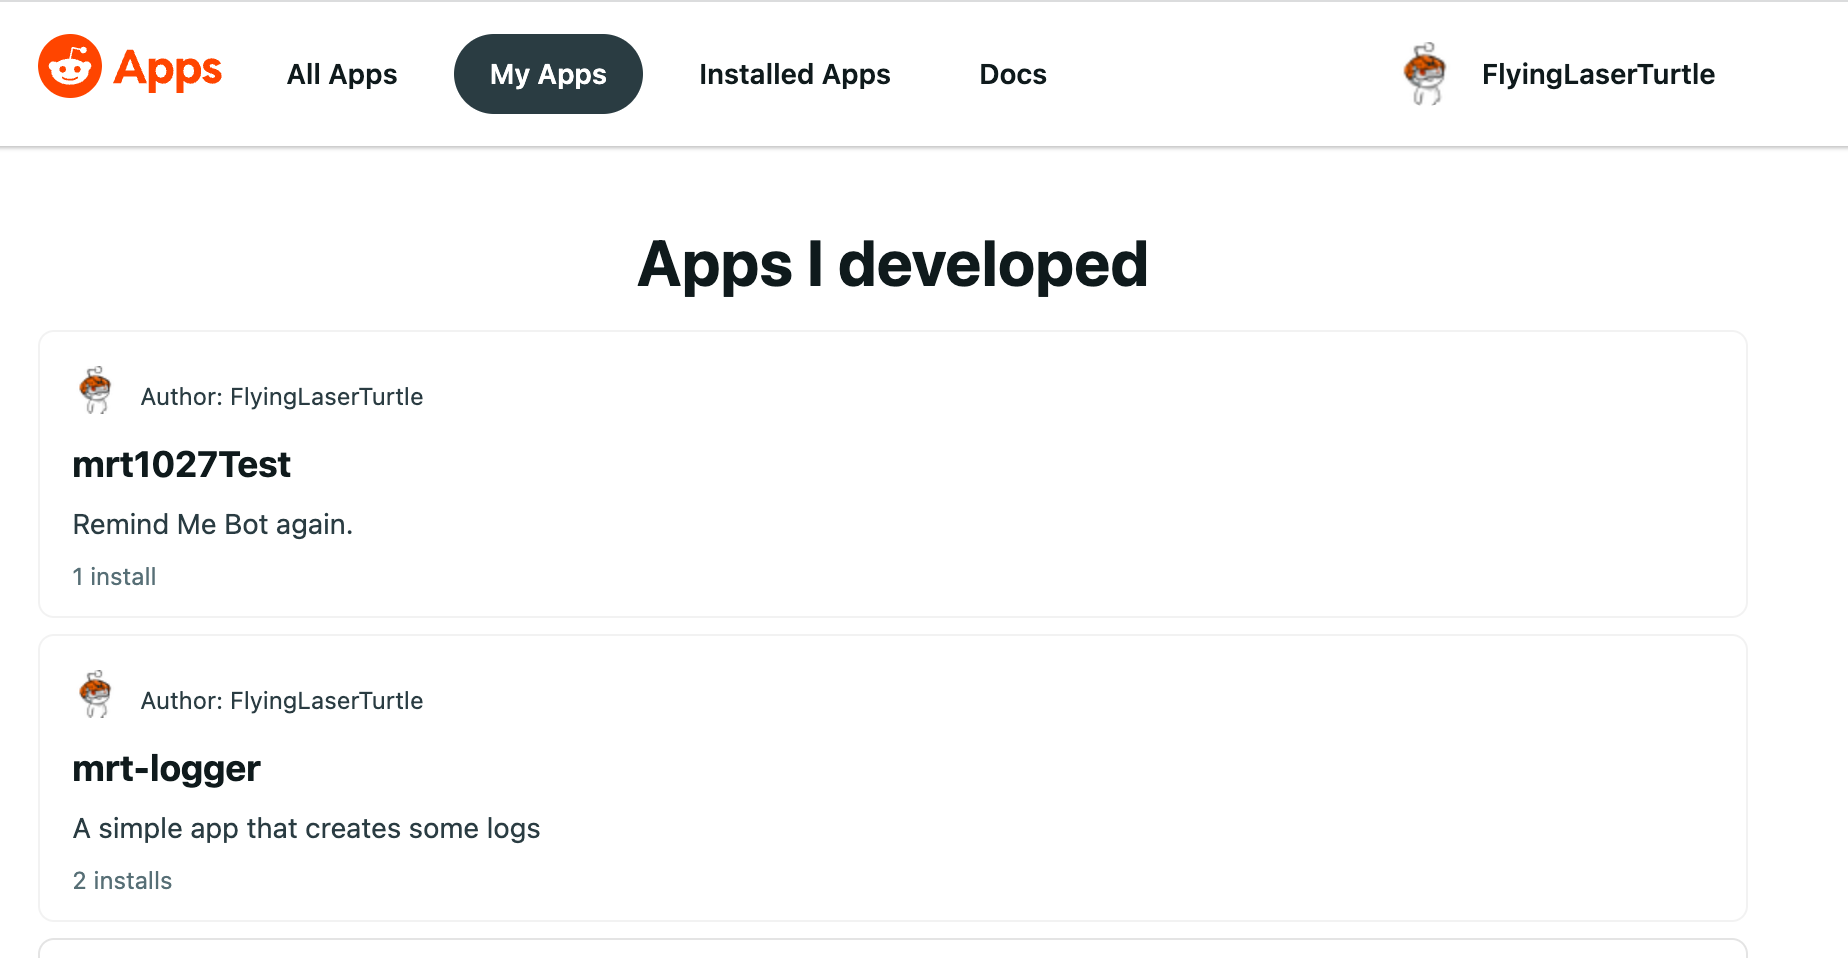 Apps
All Apps
My Apps
Installed Apps
Docs
FlyingLaserTurtle
Apps I developed
Author: FlyingLaserTurtle
mrt1027Test
Remind Me Bot again.
1 install
Author: FlyingLaserTurtle
mrt-logger
A simple app that creates some logs
2 installs